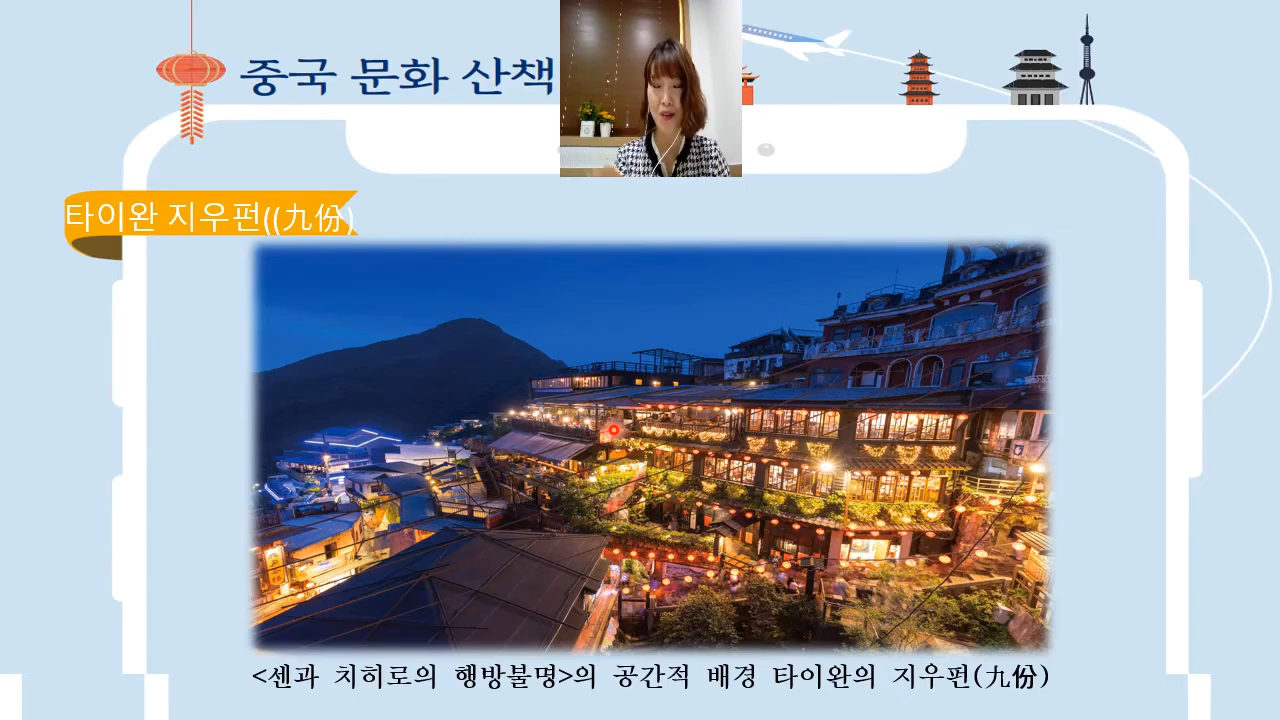 중국 문화 산책
타이완 지우펀((九份)
<센과 치히로의 행방불명>의 공간적 배경 타이완의 지우펀(九份)